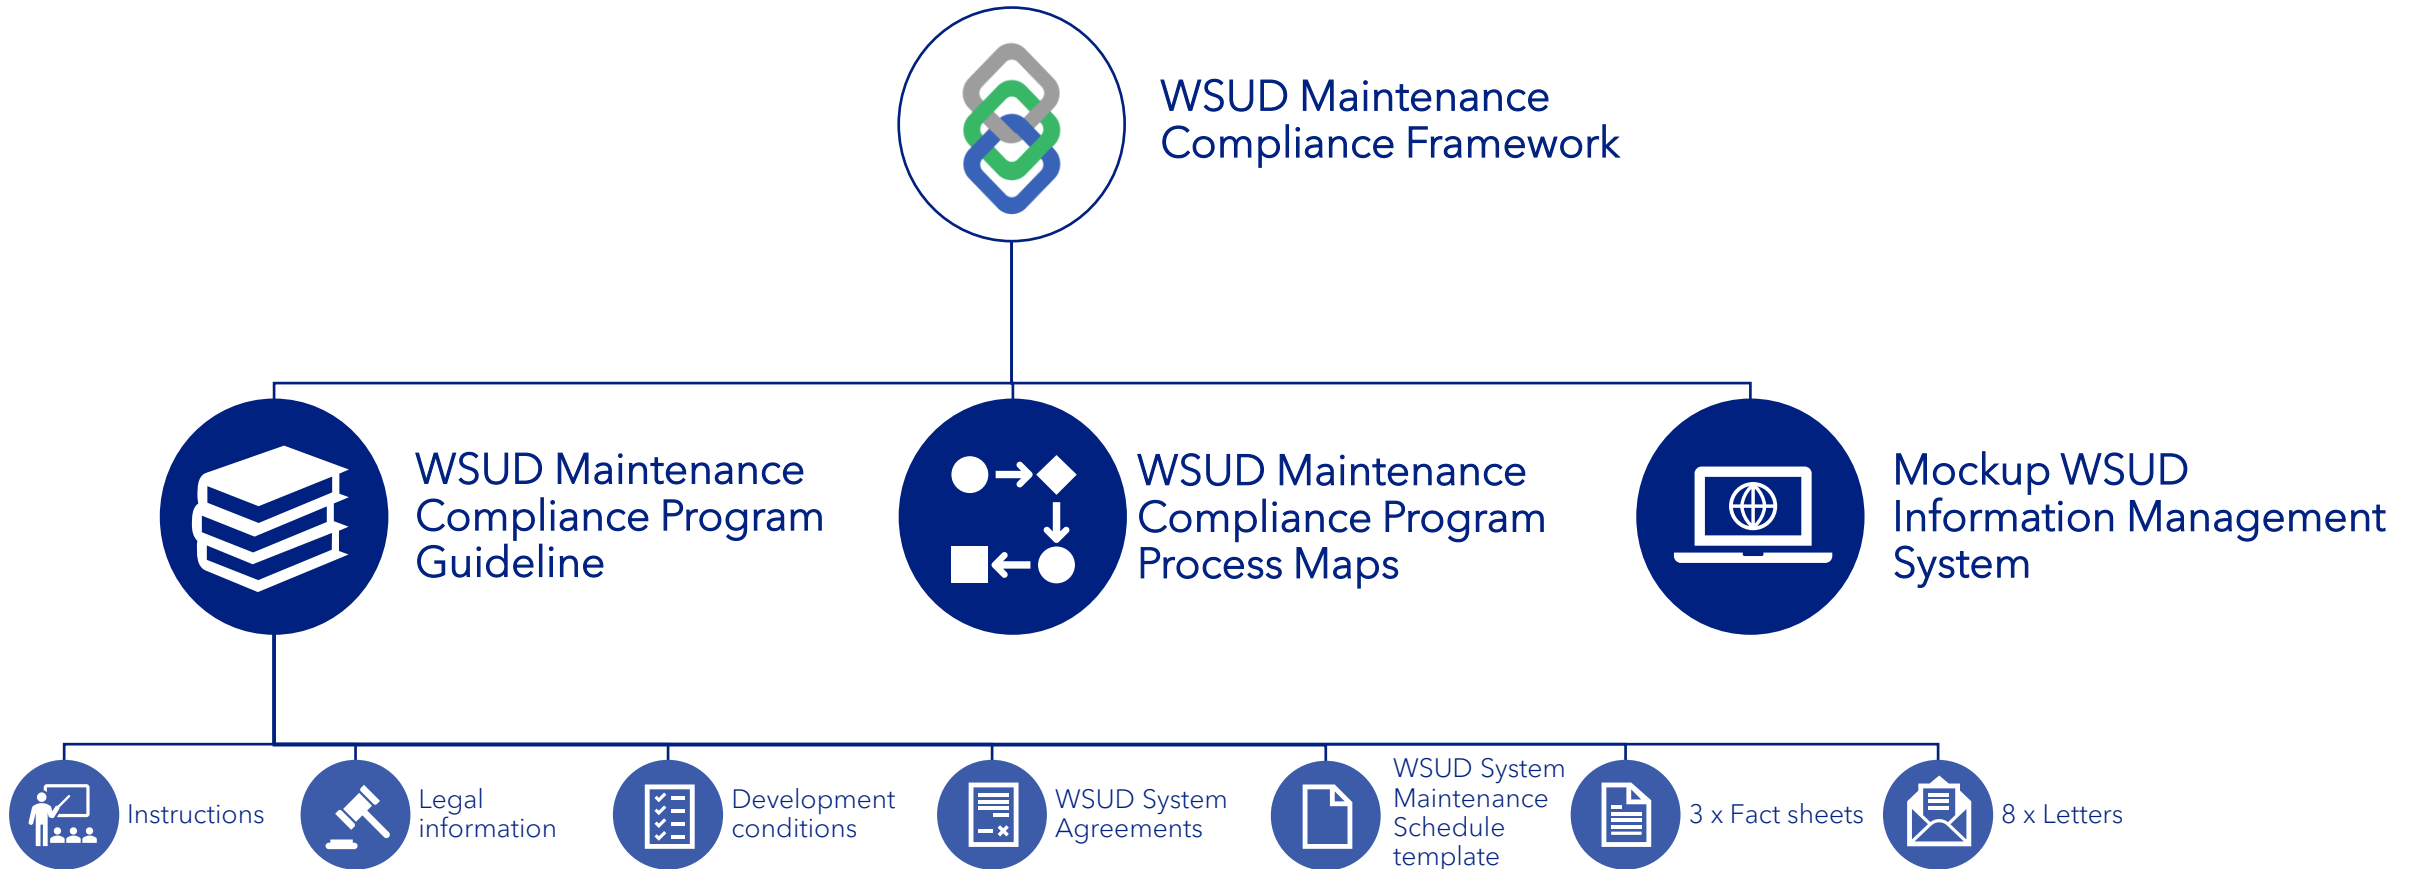 WSUD Maintenance
Compliance Framework
WSUD Maintenance
Compliance Program
Guideline
WSUD Maintenance
Compliance Program
Process Maps
Mockup WSUD
Information Management
System
Instructions
Legal
information
Development
conditions
WSUD System
Agreements
WSUD System
Maintenance
Schedule
template
3 x Fact sheets
8 x Letters